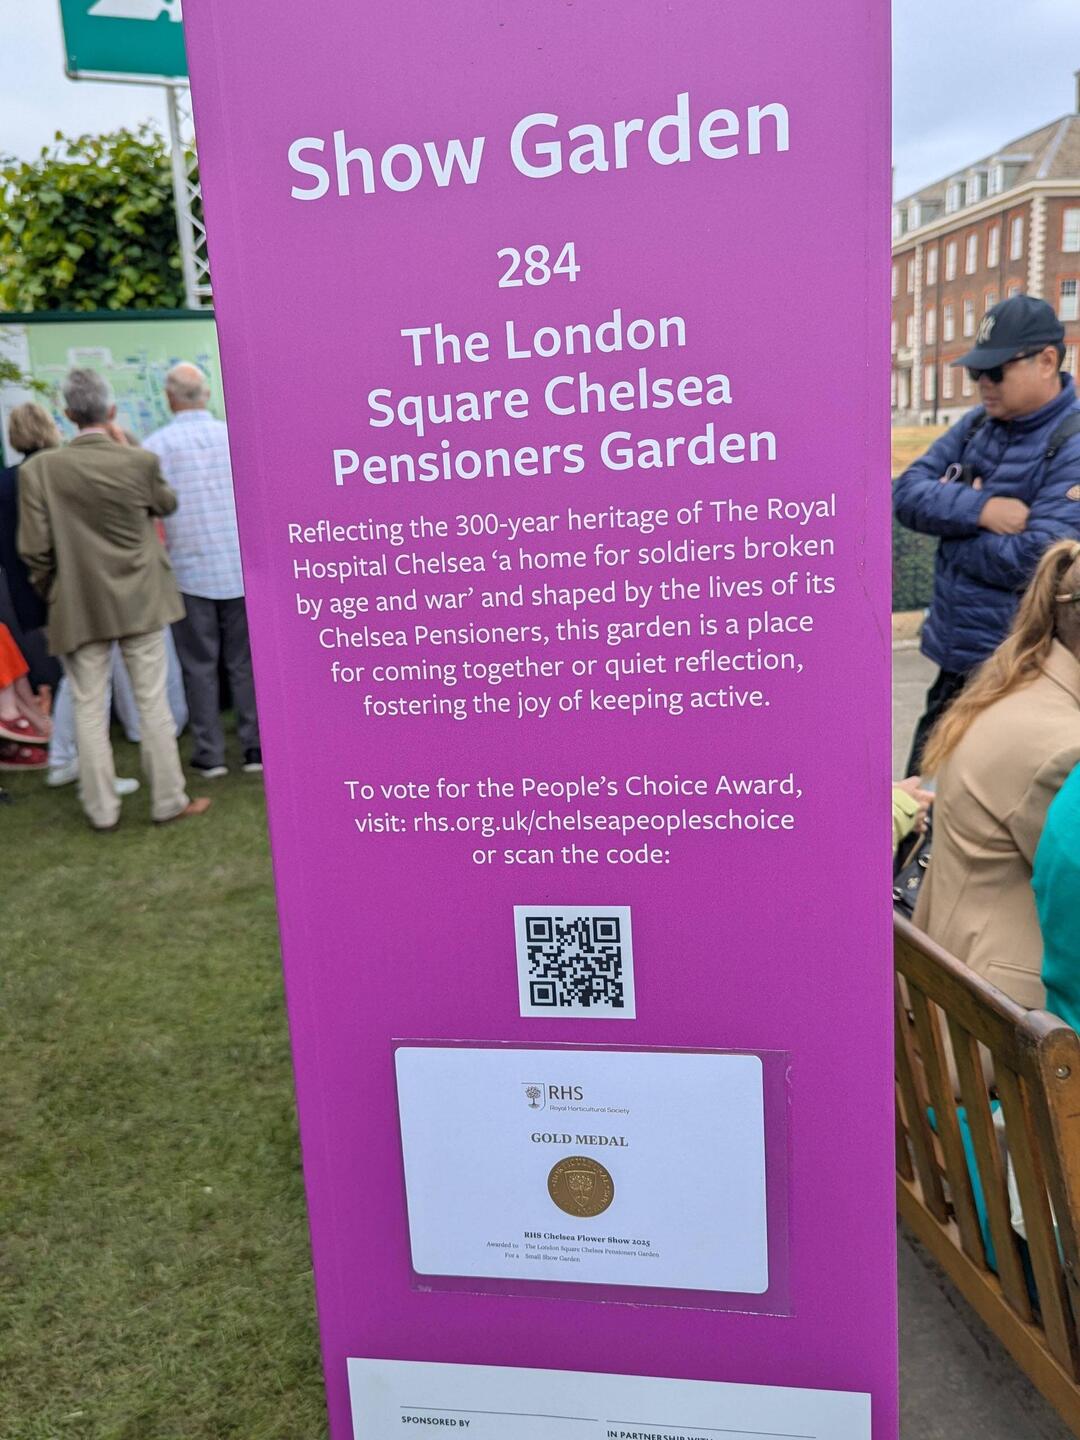 Show Garden
284
The London
Square Chelsea
Pensioners Garden
Reflecting the 300-year heritage of The Royal
Hospital Chelsea ‘a home for soldiers broken
by age and war’ and shaped by the lives of its
Chelsea Pensioners, this garden is a place
for coming together or quiet reflection,
fostering the joy of keeping active.
To vote for the People’s Choice Award,
visit: rhs.org.uk/chelseapeopleschoice
or scan the code:
RHS
Royal Horticultural Society
GOLD MEDAL
RHS Chelsea Flower Show 2025
Awarded to The London Square Chelsea Pensioners Garden
For a Small Show Garden
SPONSORED BY
IN PARTNERSHIP WITH